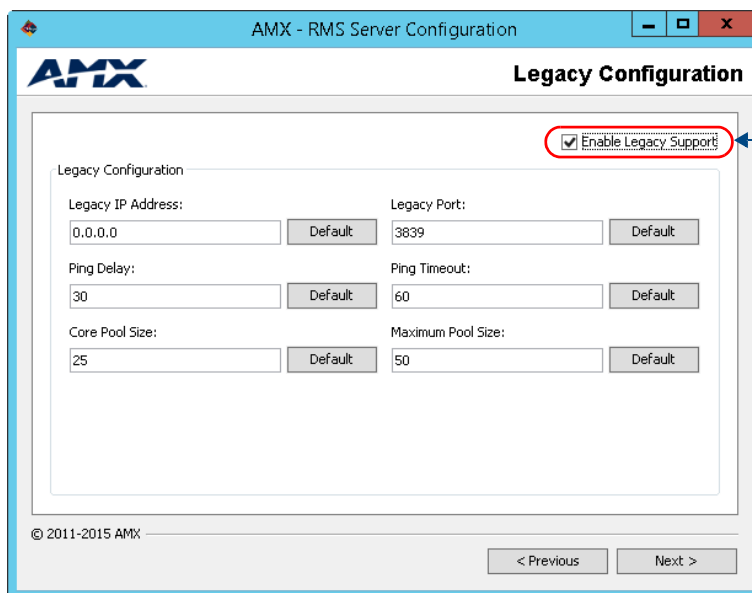 AMX - RMS Server Configuration
AMX
Legacy Configuration
Enable Legacy Support
Legacy Configuration
Legacy IP Address:
Legacy Port:
0.0.0.0
Default
3839
Default
Ping Delay:
Ping Timeout:
30
Default
60
Default
Core Pool Size:
Maximum Pool Size:
25
Default
50
Default
© 2011-2015 AMX
< Previous
Next >